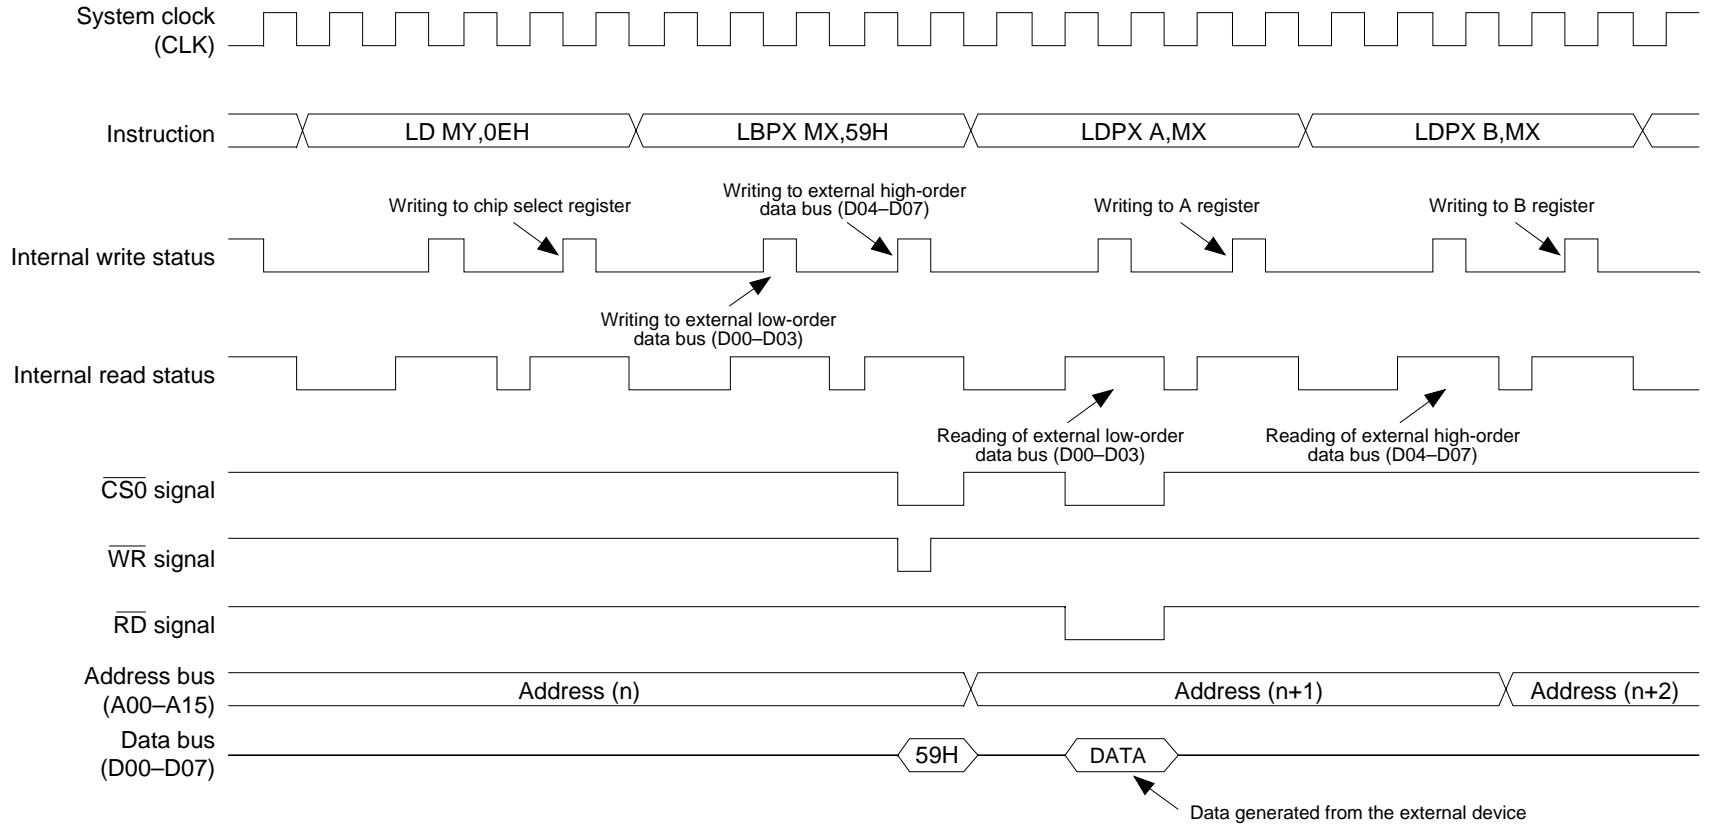 System clock
(CLK)
Instruction
LD MY,0EH
LBPX MX,59H
LDPX A,MX
LDPX B,MX
Writing to chip select register
Writing to external high-order
data bus (D04–D07)
Writing to A register
Writing to B register
Internal write status
Writing to external low-order
data bus (D00–D03)
Internal read status
Reading of external low-order
data bus (D00–D03)
Reading of external high-order
data bus (D04–D07)
CS0 signal
WR signal
RD signal
Address bus
(A00–A15)
Address (n)
Address (n+1)
Address (n+2)
Data bus
(D00–D07)
59H
DATA
Data generated from the external device